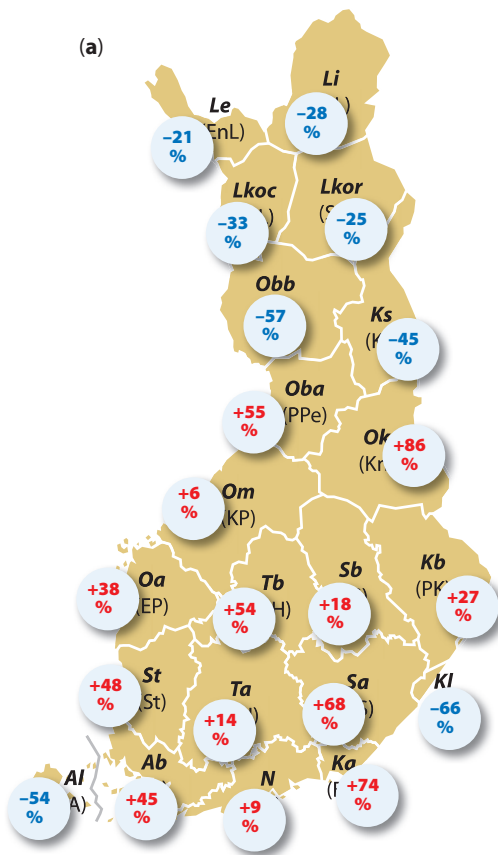 (a)
Li
–28
%
Le
(EnL)
–21
%
Lkoc
–33
%
Lkor
–25
%
Obb
–57
%
Ks
–45
%
Oba
(PPe)
+55
%
Ok
+86
%
Om
(KP)
+6
%
Oa
(EP)
+38
%
Tb
+54
%
Sb
+18
%
Kb
(PK)
+27
%
St
(St)
+48
%
Ta
+14
%
Sa
+68
%
Kl
–66
%
Al
–54
%
Ab
+45
%
N
+9
%
Ka
+74
%